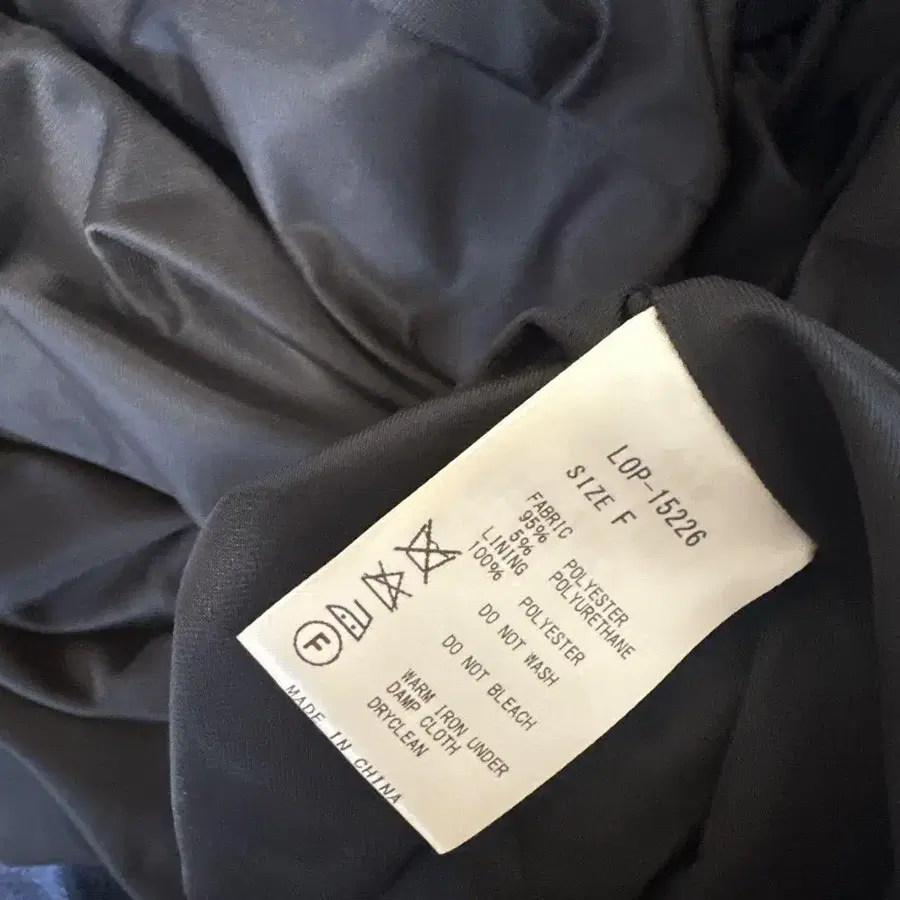 LOP-15226
SIZE F
FABRIC
95% POLYESTER
5% POLYURETHANE
LINING
100% POLYESTER
DO NOT WASH
DO NOT BLEACH
WARM IRON UNDER
DAMP CLOTH
DRYCLEAN
F
MADE IN CHINA